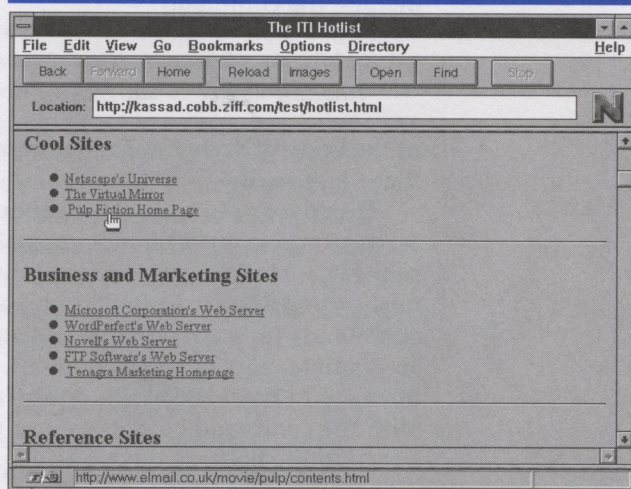 The ITI Hotlist
File Edit View Go Bookmarks Options Directory Help
Back Forward Home Reload Images Open Find Stop
Location: http://kassad.cobb.ziff.com/test/hotlist.html
N
Cool Sites
Netscape's Universe
The Virtual Mirror
Pulp Fiction Home Page
Business and Marketing Sites
Microsoft Corporation's Web Server
WordPerfect's Web Server
Novell's Web Server
FTP Software's Web Server
Tenagra Marketing Homepage
Reference Sites
http://www.elmail.co.uk/movie/pulp/contents.html